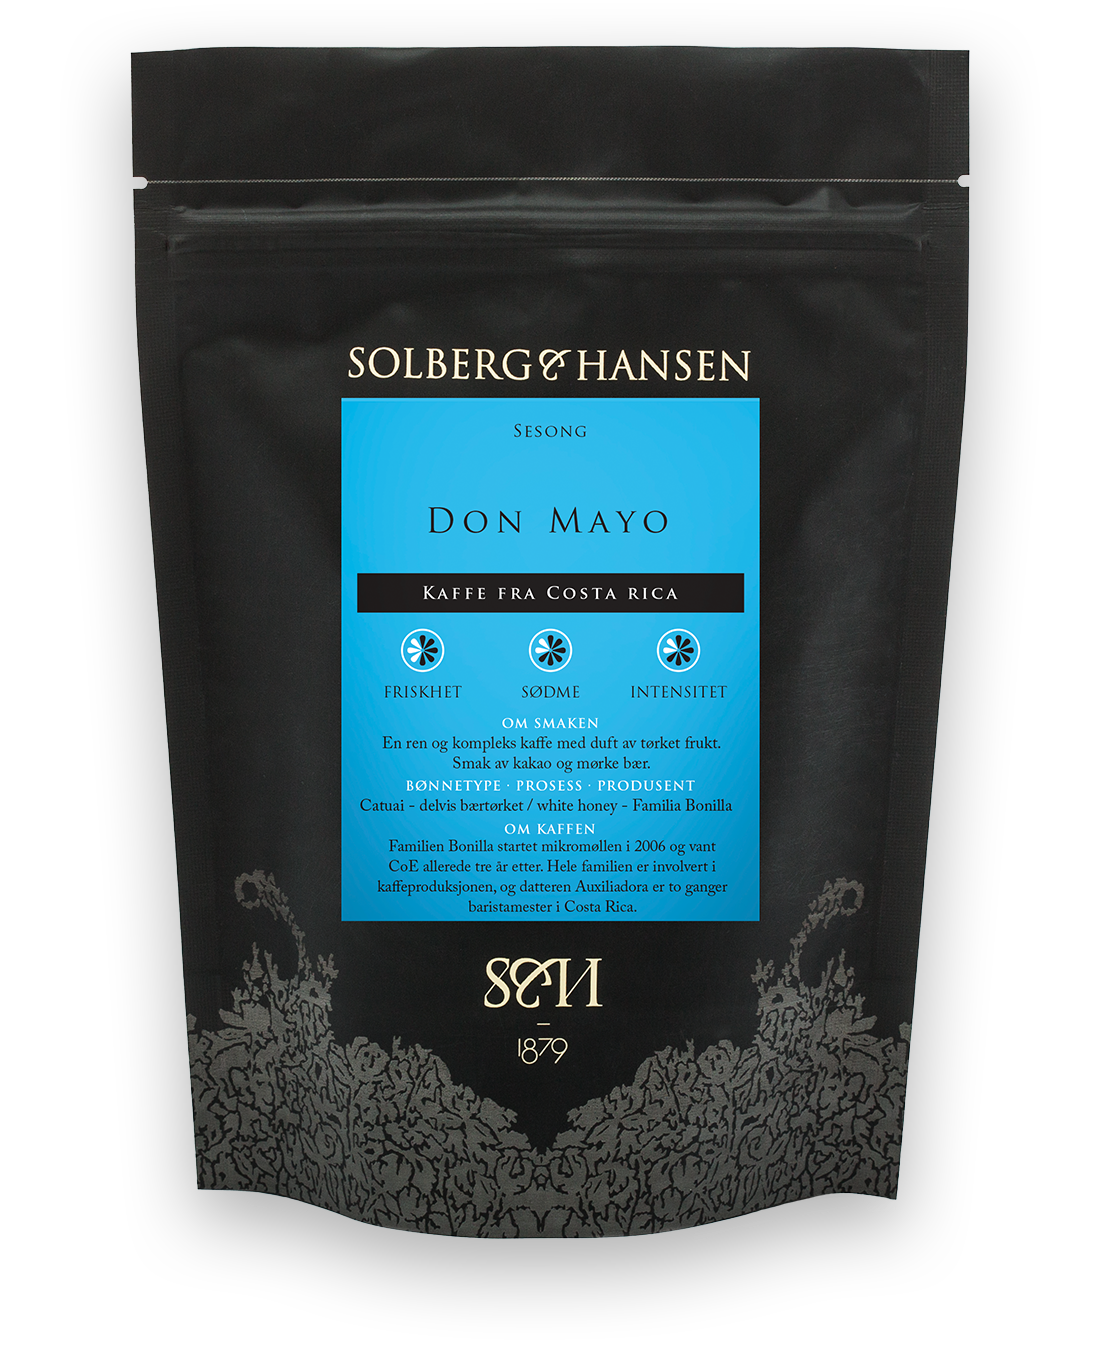 SOLBERG & HANSEN
SESONG
DON MAYO
KAFFE FRA COSTA RICA
FRISKHET SØDME INTENSITET
OM SMAKEN
En ren og kompleks kaffe med duft av tørket frukt.
Smak av kakao og mørke bær.
BØNNETYPE · PROSESS · PRODUSENT
Catuai - delvis bærtørket / white honey - Familia Bonilla
OM KAFFEN
Familien Bonilla startet mikromøllen i 2006 og vant
CoE allerede tre år etter. Hele familien er involvert i
kaffeproduksjonen, og datteren Auxiliadora er to ganger
baristamester i Costa Rica.
S&H
1879